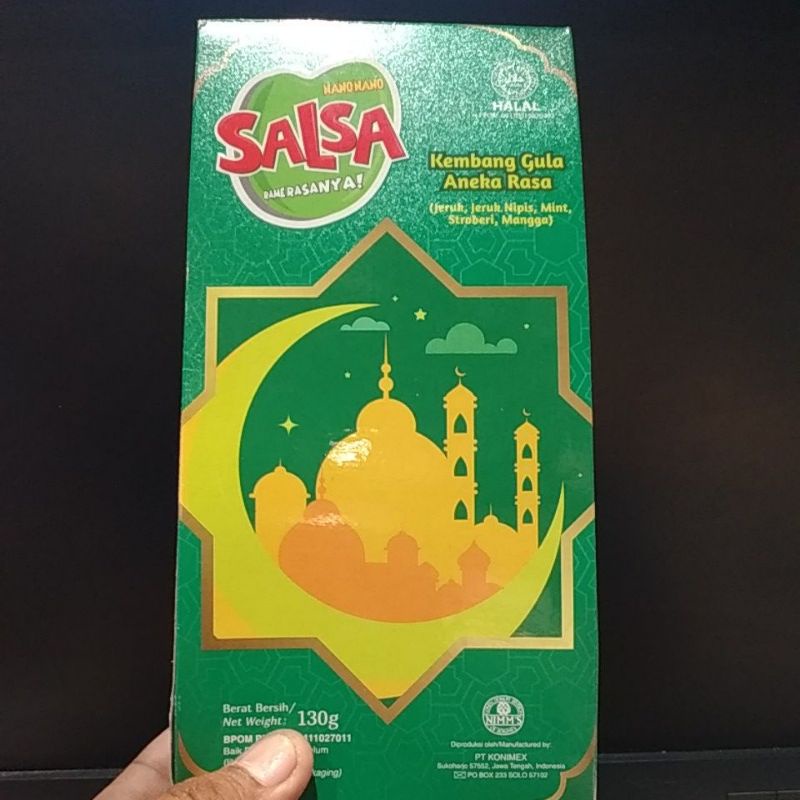 NANO NANO
SALSA
RAME RASANYA!
HALAL
Kembang Gula
Aneka Rasa
(Jeruk, Jeruk Nipis, Mint,
Stroberi, Mangga)
Berat Bersih/
Net Weight: 130g
BPOM 111027011
Baik
NIMM'S
Diproduksi oleh/Manufactured by:
PT KONIMEX
Sukoharjo 57552, Jawa Tengah, Indonesia
PO BOX 233 SOLO 57102